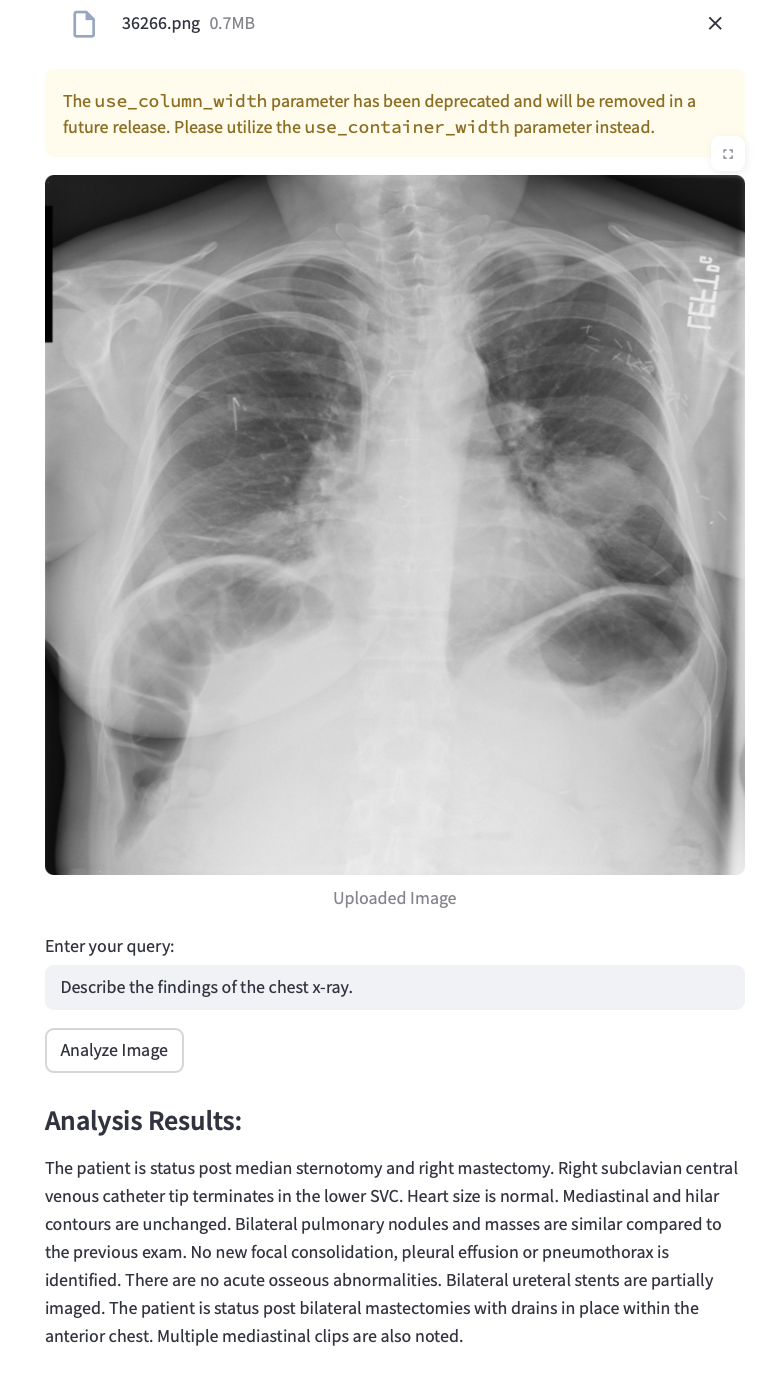 36266.png 0.7MB
The use_column_width parameter has been deprecated and will be removed in a
future release. Please utilize the use_container_width parameter instead.
LEFT
DC
Uploaded Image
Enter your query:
Describe the findings of the chest x-ray.
Analyze Image
Analysis Results:
The patient is status post median sternotomy and right mastectomy. Right subclavian central
venous catheter tip terminates in the lower SVC. Heart size is normal. Mediastinal and hilar
contours are unchanged. Bilateral pulmonary nodules and masses are similar compared to
the previous exam. No new focal consolidation, pleural effusion or pneumothorax is
identified. There are no acute osseous abnormalities. Bilateral ureteral stents are partially
imaged. The patient is status post bilateral mastectomies with drains in place within the
anterior chest. Multiple mediastinal clips are also noted.